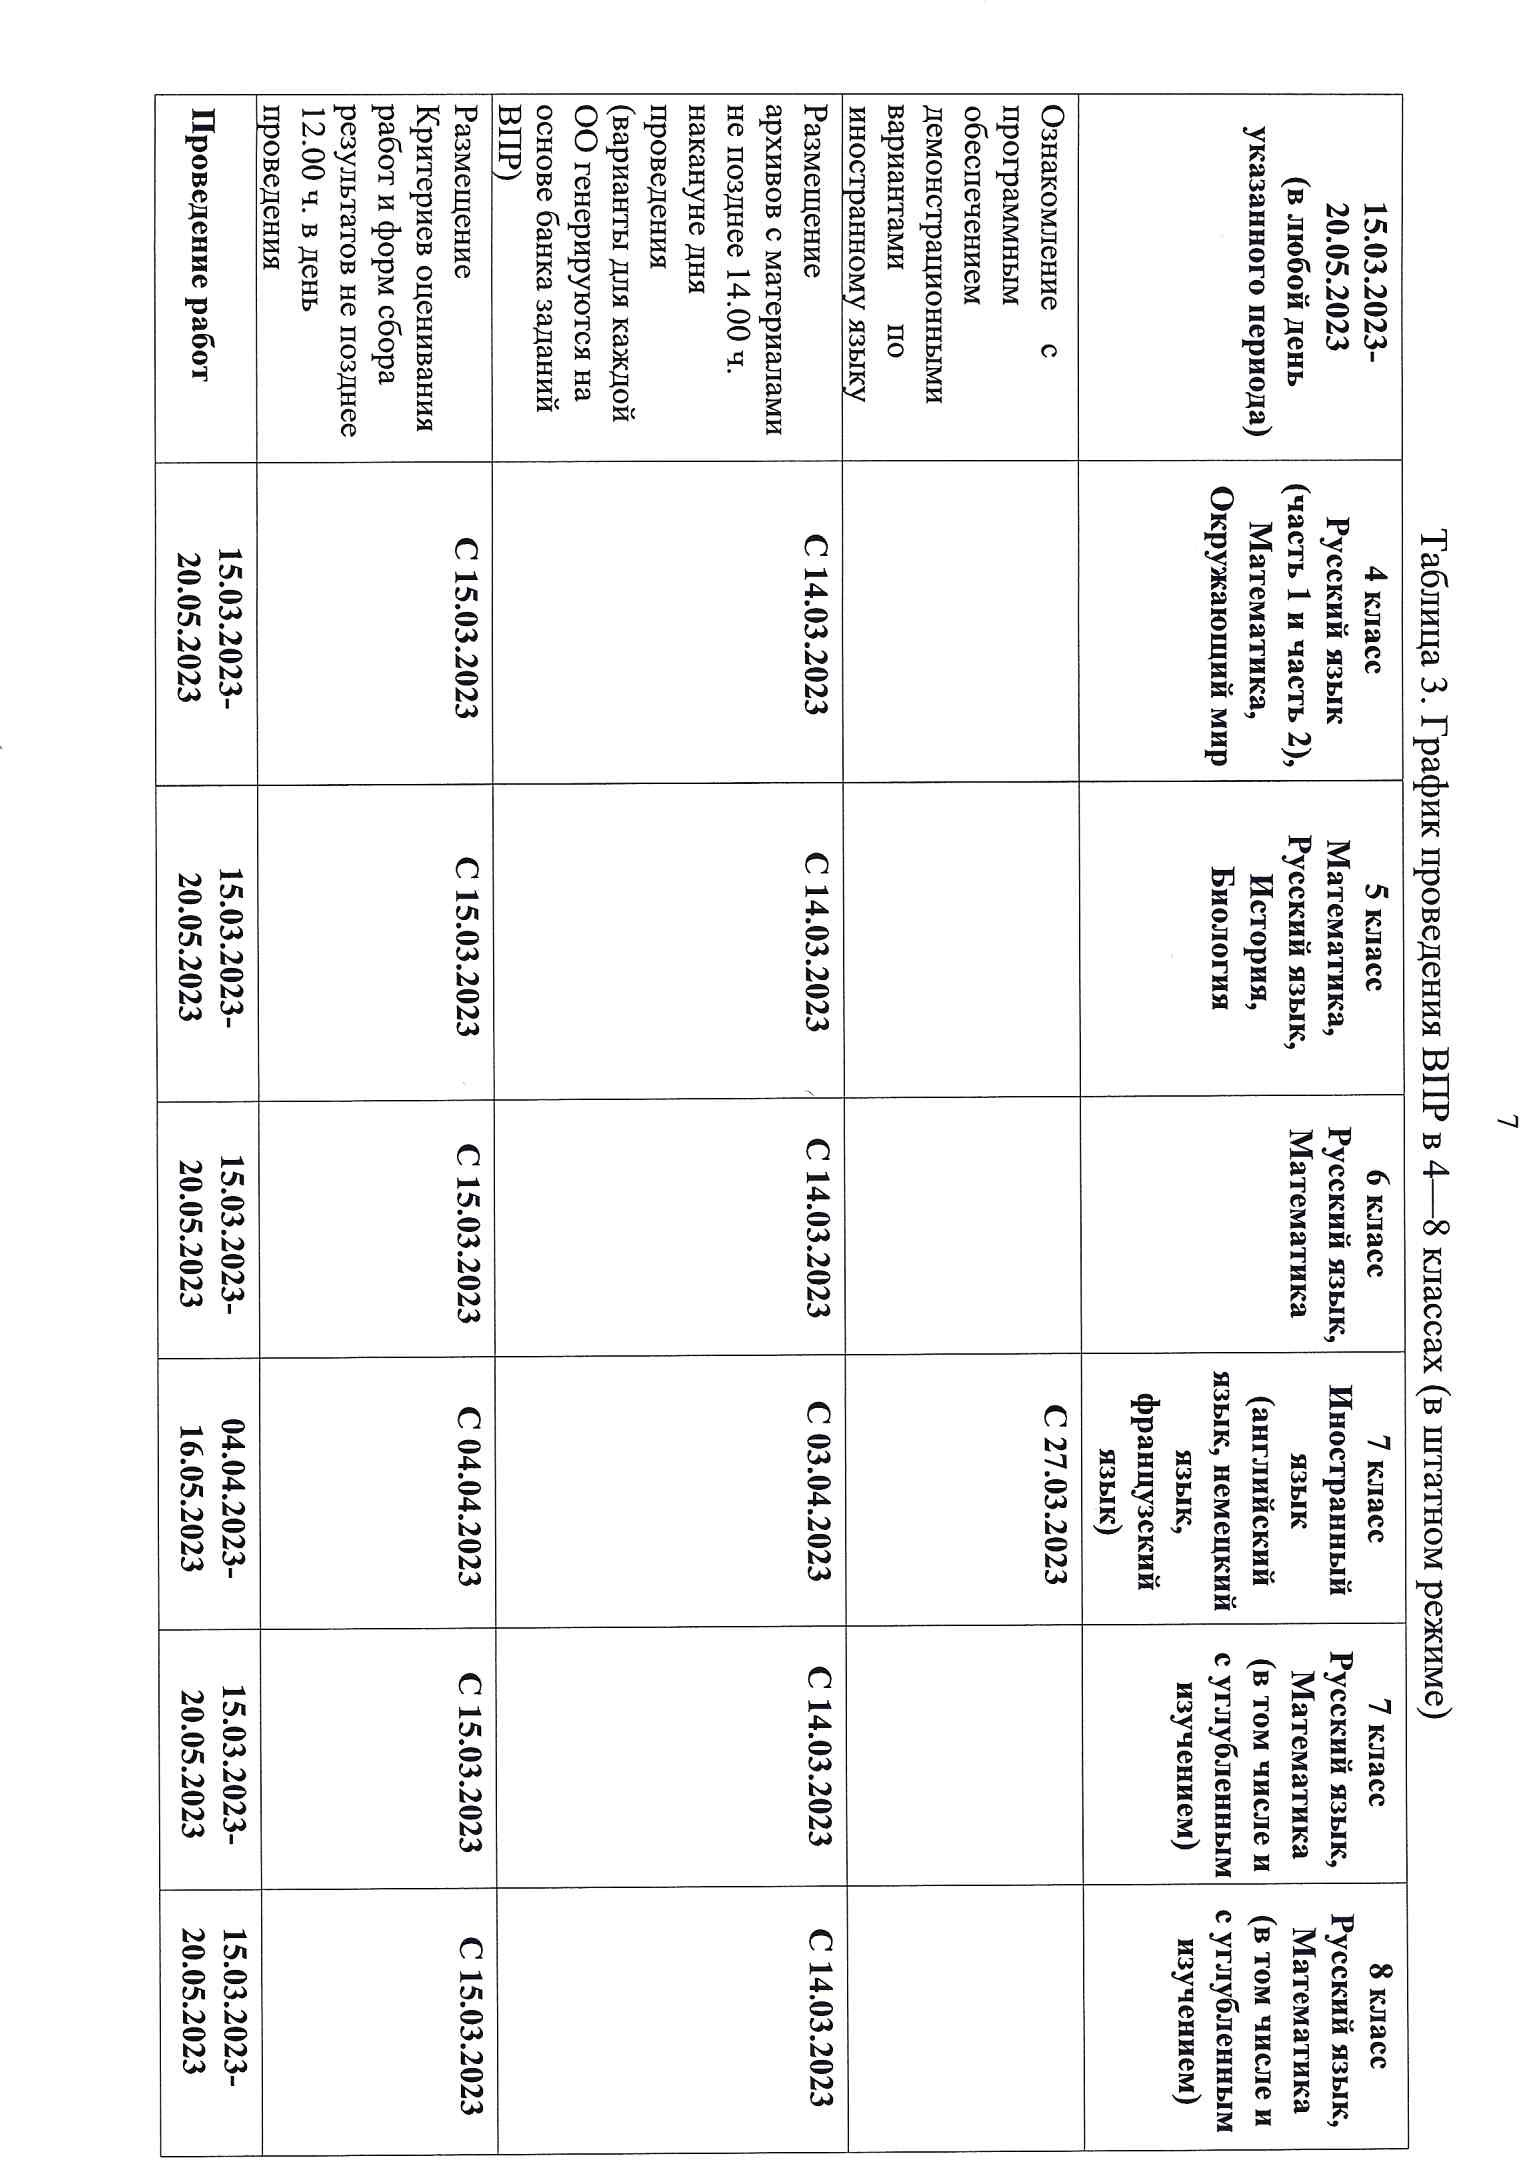 7
Таблица 3. График проведения ВПР в 4—8 классах (в штатном режиме)
15.03.2023-
20.05.2023
(в любой день
указанного периода)
4 класс
Русский язык
(часть 1 и часть 2),
Математика,
Окружающий мир
5 класс
Математика,
Русский язык,
История,
Биология
6 класс
Русский язык,
Математика
7 класс
Иностранный
язык
(английский
язык, немецкий
язык,
французский
язык)
7 класс
Русский язык,
Математика
(в том числе и
с углубленным
изучением)
8 класс
Русский язык,
Математика
(в том числе и
с углубленным
изучением)
Ознакомление с
программным
обеспечением
демонстрационными
вариантами по
иностранному языку
С 27.03.2023
Размещение
архивов с материалами
не позднее 14.00 ч.
накануне дня
проведения
(варианты для каждой
ОО генерируются на
основе банка заданий
ВПР)
С 14.03.2023
С 14.03.2023
С 14.03.2023
С 03.04.2023
С 14.03.2023
С 14.03.2023
Размещение
Критериев оценивания
работ и форм сбора
результатов не позднее
12.00 ч. в день
проведения
С 15.03.2023
С 15.03.2023
С 15.03.2023
С 04.04.2023
С 15.03.2023
С 15.03.2023
Проведение работ
15.03.2023-
20.05.2023
15.03.2023-
20.05.2023
15.03.2023-
20.05.2023
04.04.2023-
16.05.2023
15.03.2023-
20.05.2023
15.03.2023-
20.05.2023